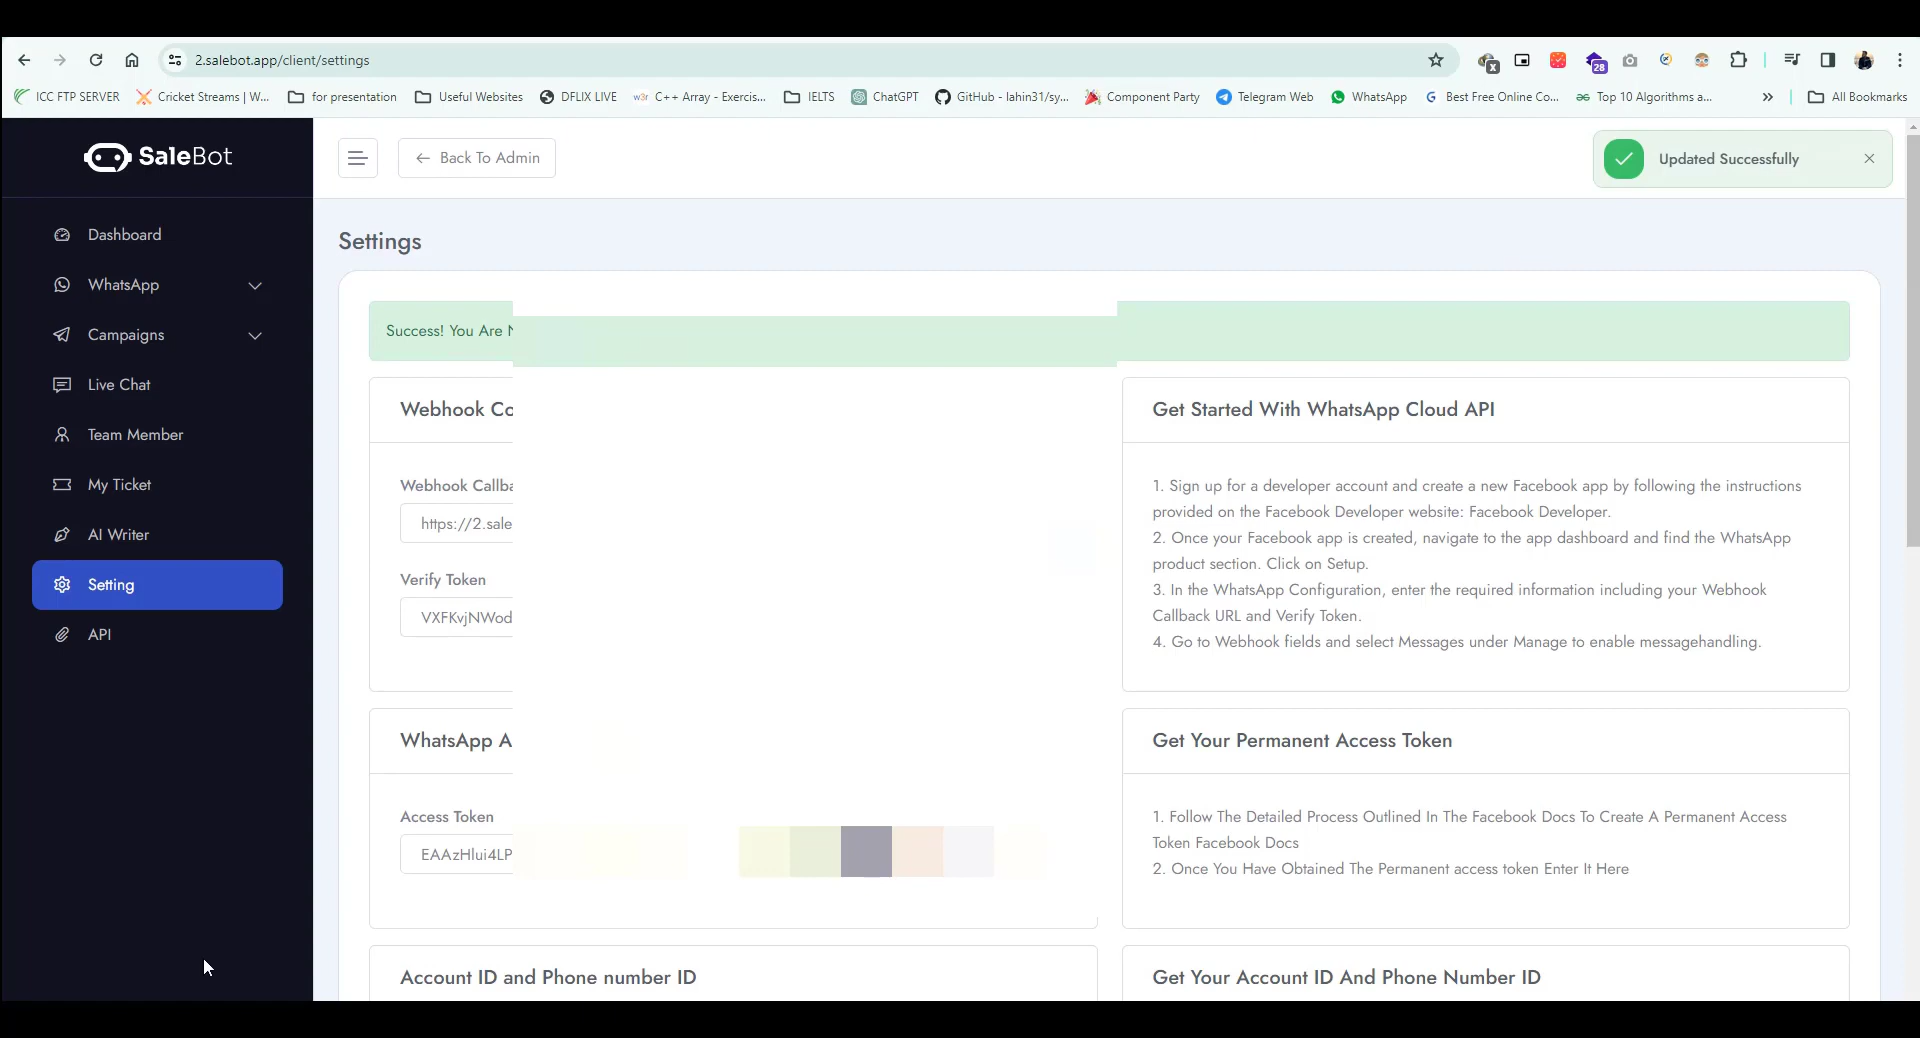 2.salebot.app/client/settings
28
ICC FTP SERVER
Cricket Streams | W...
for presentation
Useful Websites
DFLIX LIVE
w3r C++ Array - Exercis...
IELTS
ChatGPT
GitHub - lahin31/sy...
Component Party
Telegram Web
WhatsApp
Best Free Online Co...
Top 10 Algorithms a...
All Bookmarks
SaleBot
Back To Admin
Updated Successfully
Dashboard
WhatsApp
Campaigns
Live Chat
Team Member
My Ticket
AI Writer
Setting
API
Settings
Success! You Are
Webhook Co
Webhook Callba
https://2.sale
Verify Token
VXFKvjNWod
Get Started With WhatsApp Cloud API
1. Sign up for a developer account and create a new Facebook app by following the instructions
provided on the Facebook Developer website: Facebook Developer.
2. Once your Facebook app is created, navigate to the app dashboard and find the WhatsApp
product section. Click on Setup.
3. In the WhatsApp Configuration, enter the required information including your Webhook
Callback URL and Verify Token.
4. Go to Webhook fields and select Messages under Manage to enable messagehandling.
WhatsApp A
Access Token
EAAzHlui4LP
Get Your Permanent Access Token
1. Follow The Detailed Process Outlined In The Facebook Docs To Create A Permanent Access
Token Facebook Docs
2. Once You Have Obtained The Permanent access token Enter It Here
Account ID and Phone number ID
Get Your Account ID And Phone Number ID